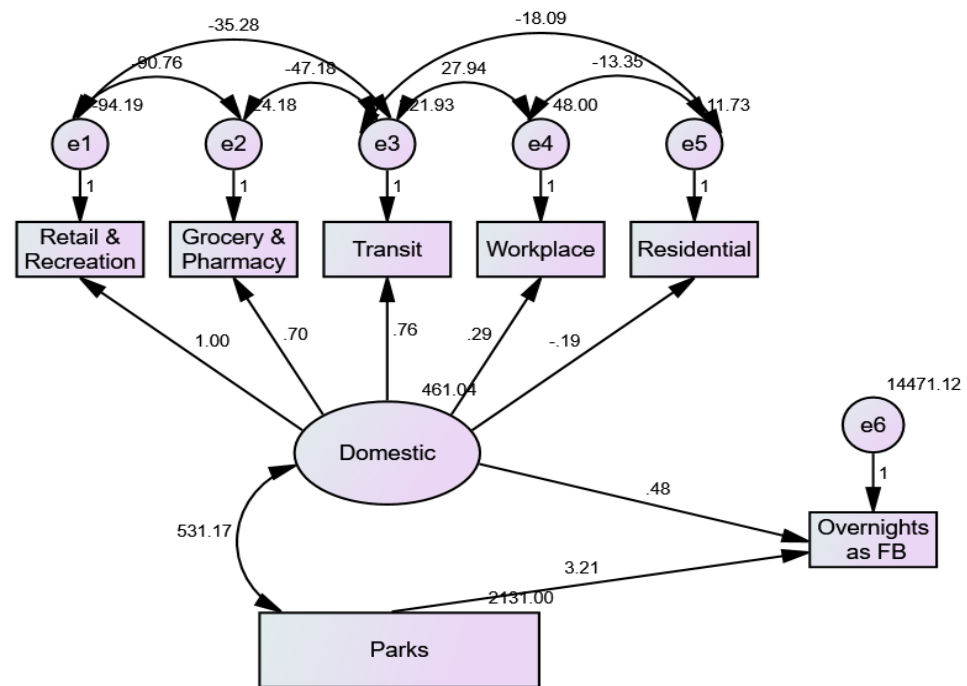 -35.28
-18.09
-90.76
-47.18
27.94
-13.35
-94.19
24.18
48.00
11.73
e1
e2
e3
e4
e5
1
1
1
1
1
Retail &
Recreation
Grocery &
Pharmacy
Transit
Workplace
Residential
1.00
.70
.76
.29
-.19
461.04
14471.12
Domestic
e6
1
.48
531.17
Overnights
as FB
3.21
2131.00
Parks